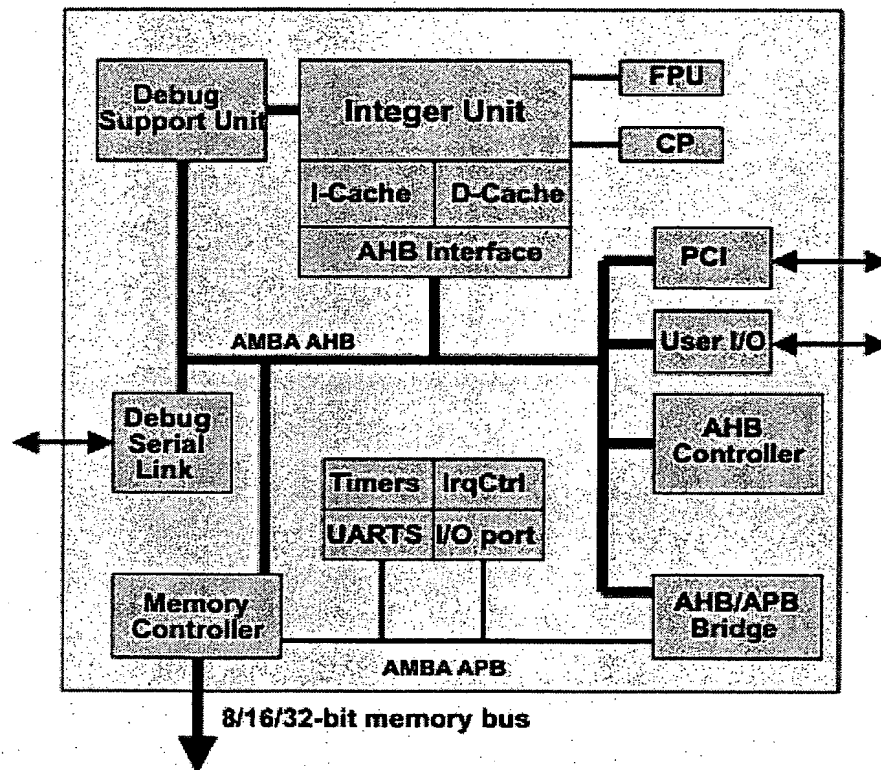 Debug
Support Unit
Integer Unit
FPU
CP
I-Cache
D-Cache
AHB Interface
PCI
AMBA AHB
User I/O
Debug
Serial
Link
AHB
Controller
Timers
IrqCtrl
UARTS
I/O port
Memory
Controller
AHB/APB
Bridge
AMBA APB
8/16/32-bit memory bus